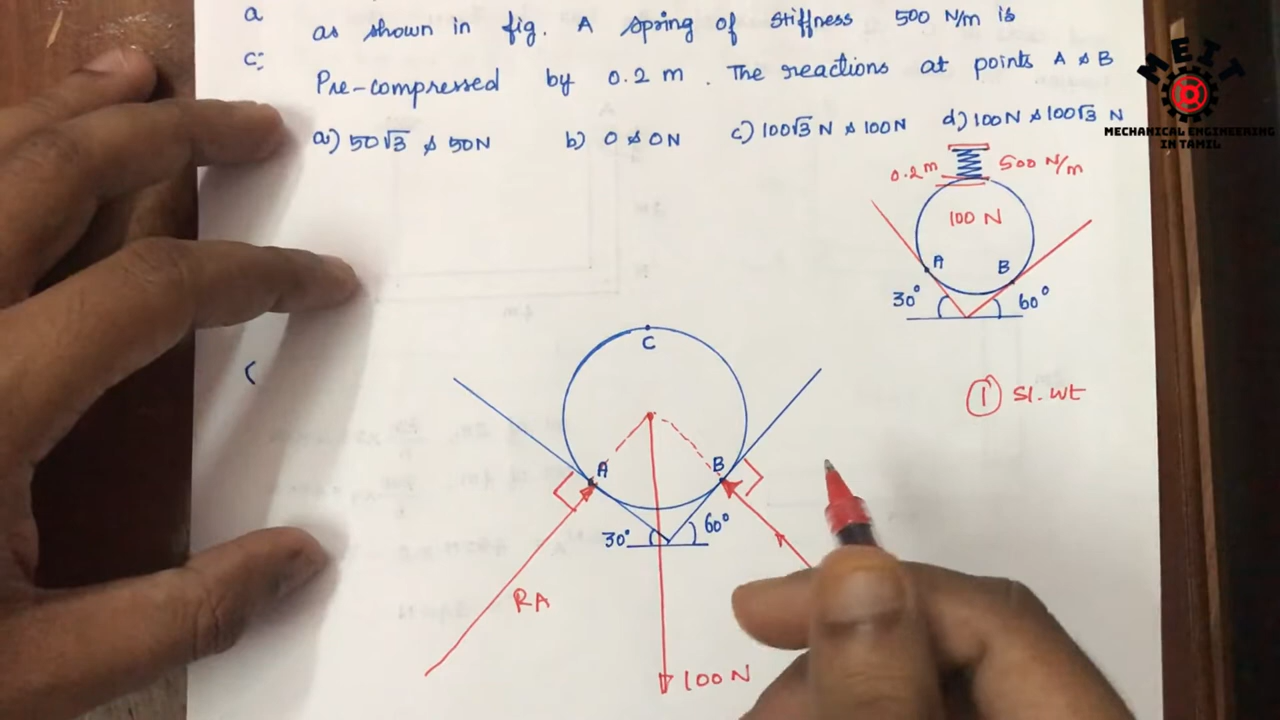 a as shown in fig. A spring of stiffness 500 N/m is
c; Pre-compressed by 0.2 m . The reactions at points A & B
a) 50√3 & 50N b) 0 & 0N c) 100√3 N & 100N d) 100N & 100√3 N
MEIT
MECHANICAL ENGINEERING
IN TAMIL
0.2m 500 N/m
100 N
A B
30° 60°
C
① Sl. wt
A B
30° 60°
RA
100 N